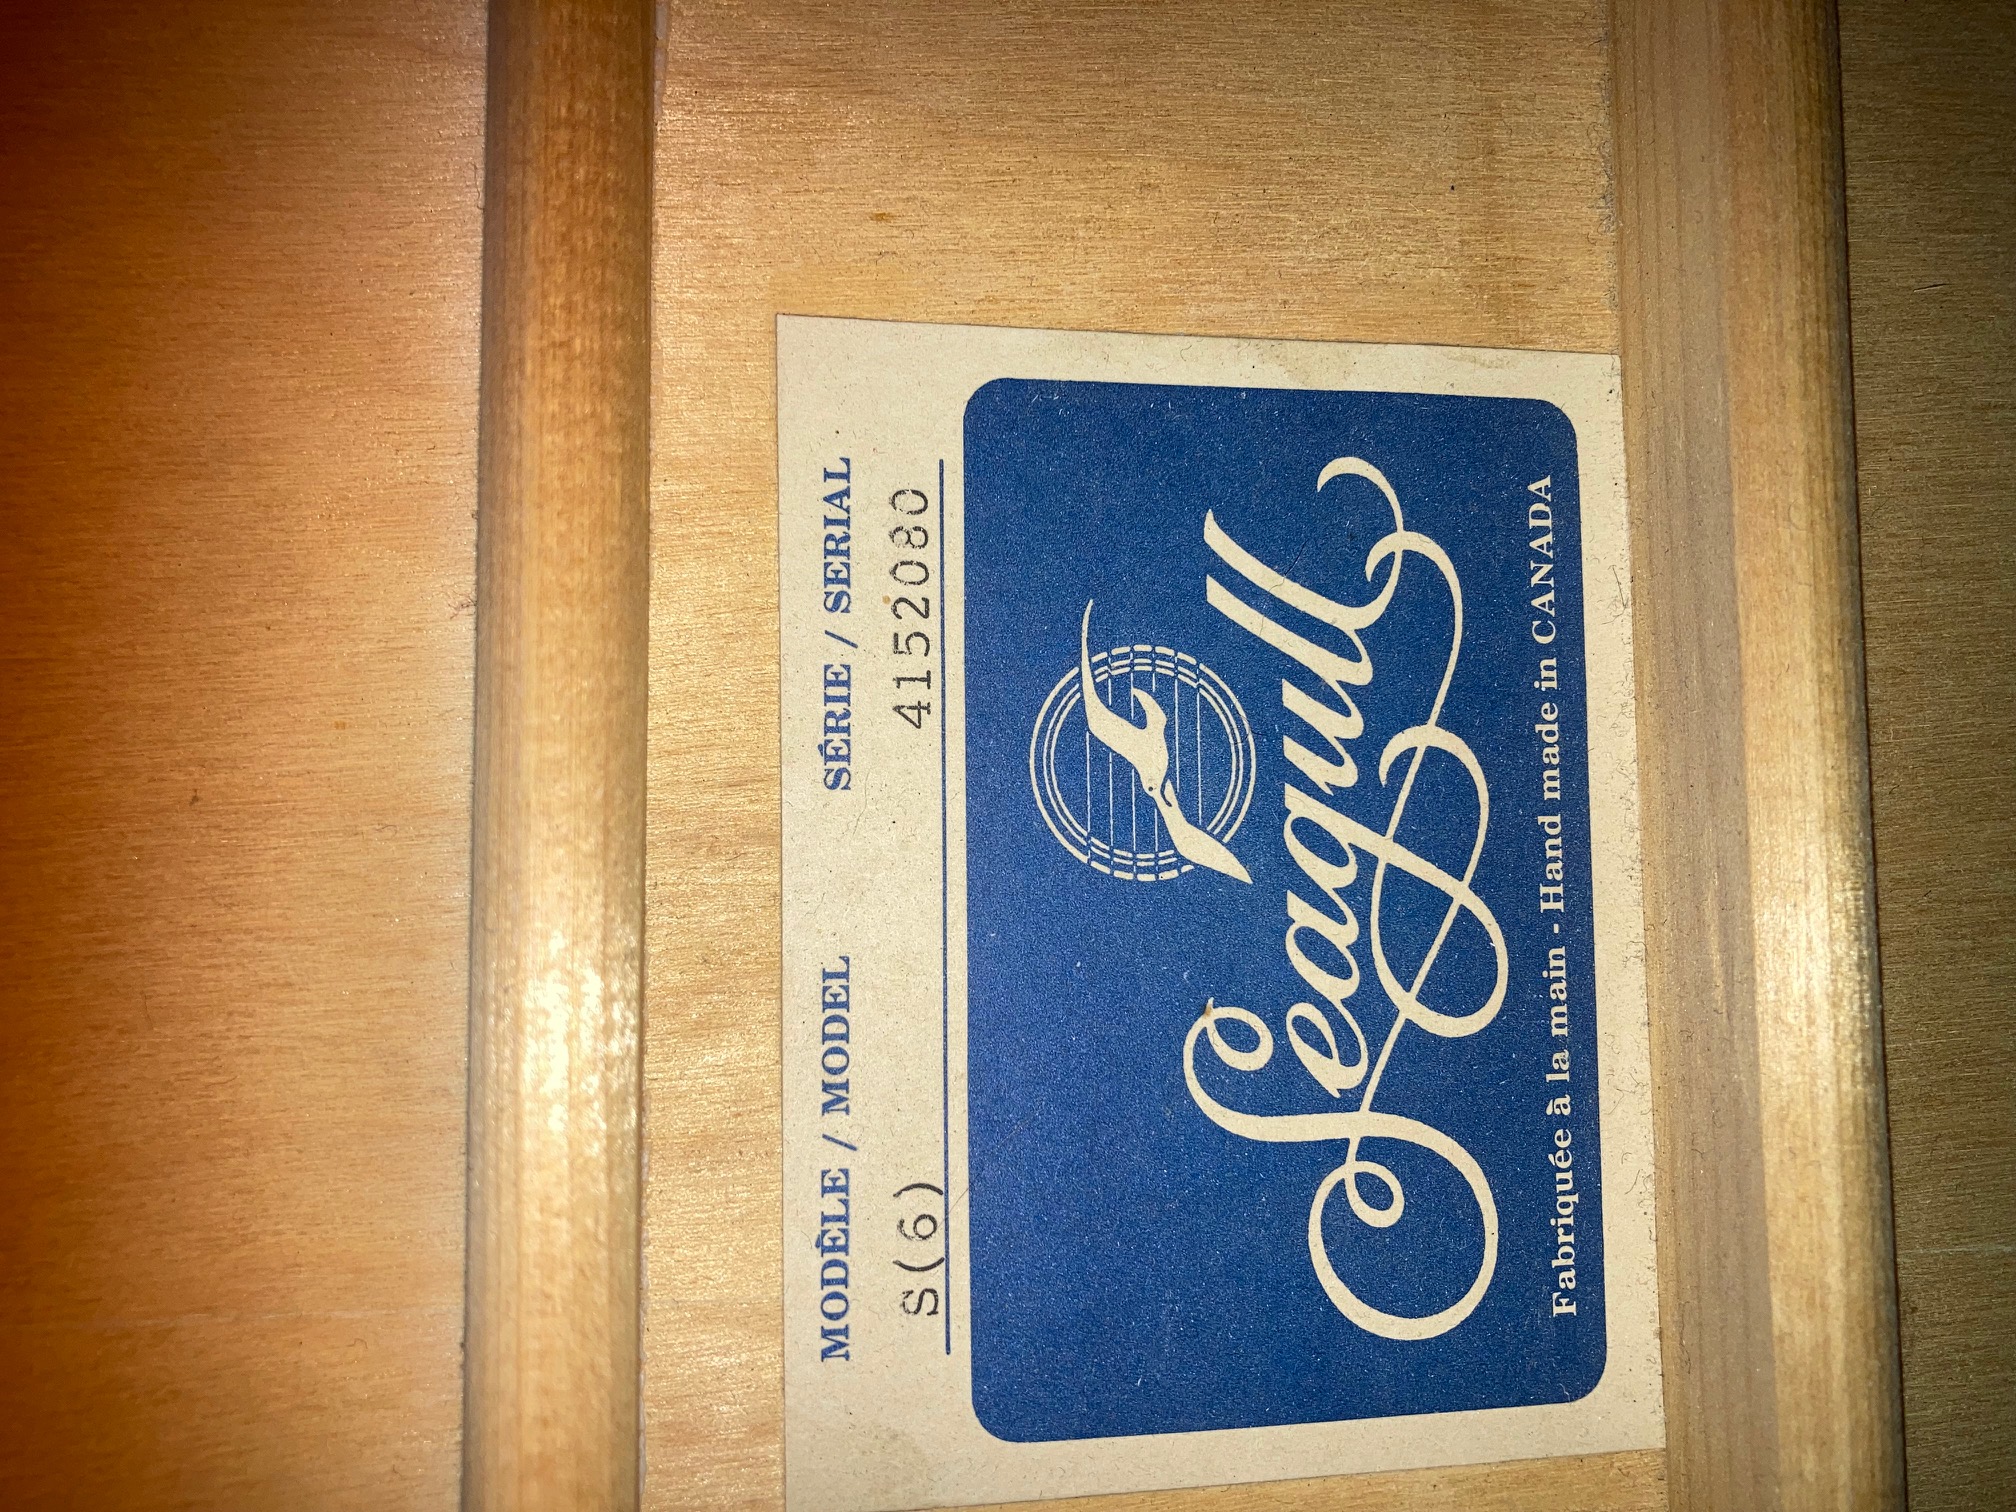 MODÈLE / MODEL SÉRIE / SERIAL
S(6) 4152080
Seagull
Fabriquée à la main - Hand made in CANADA